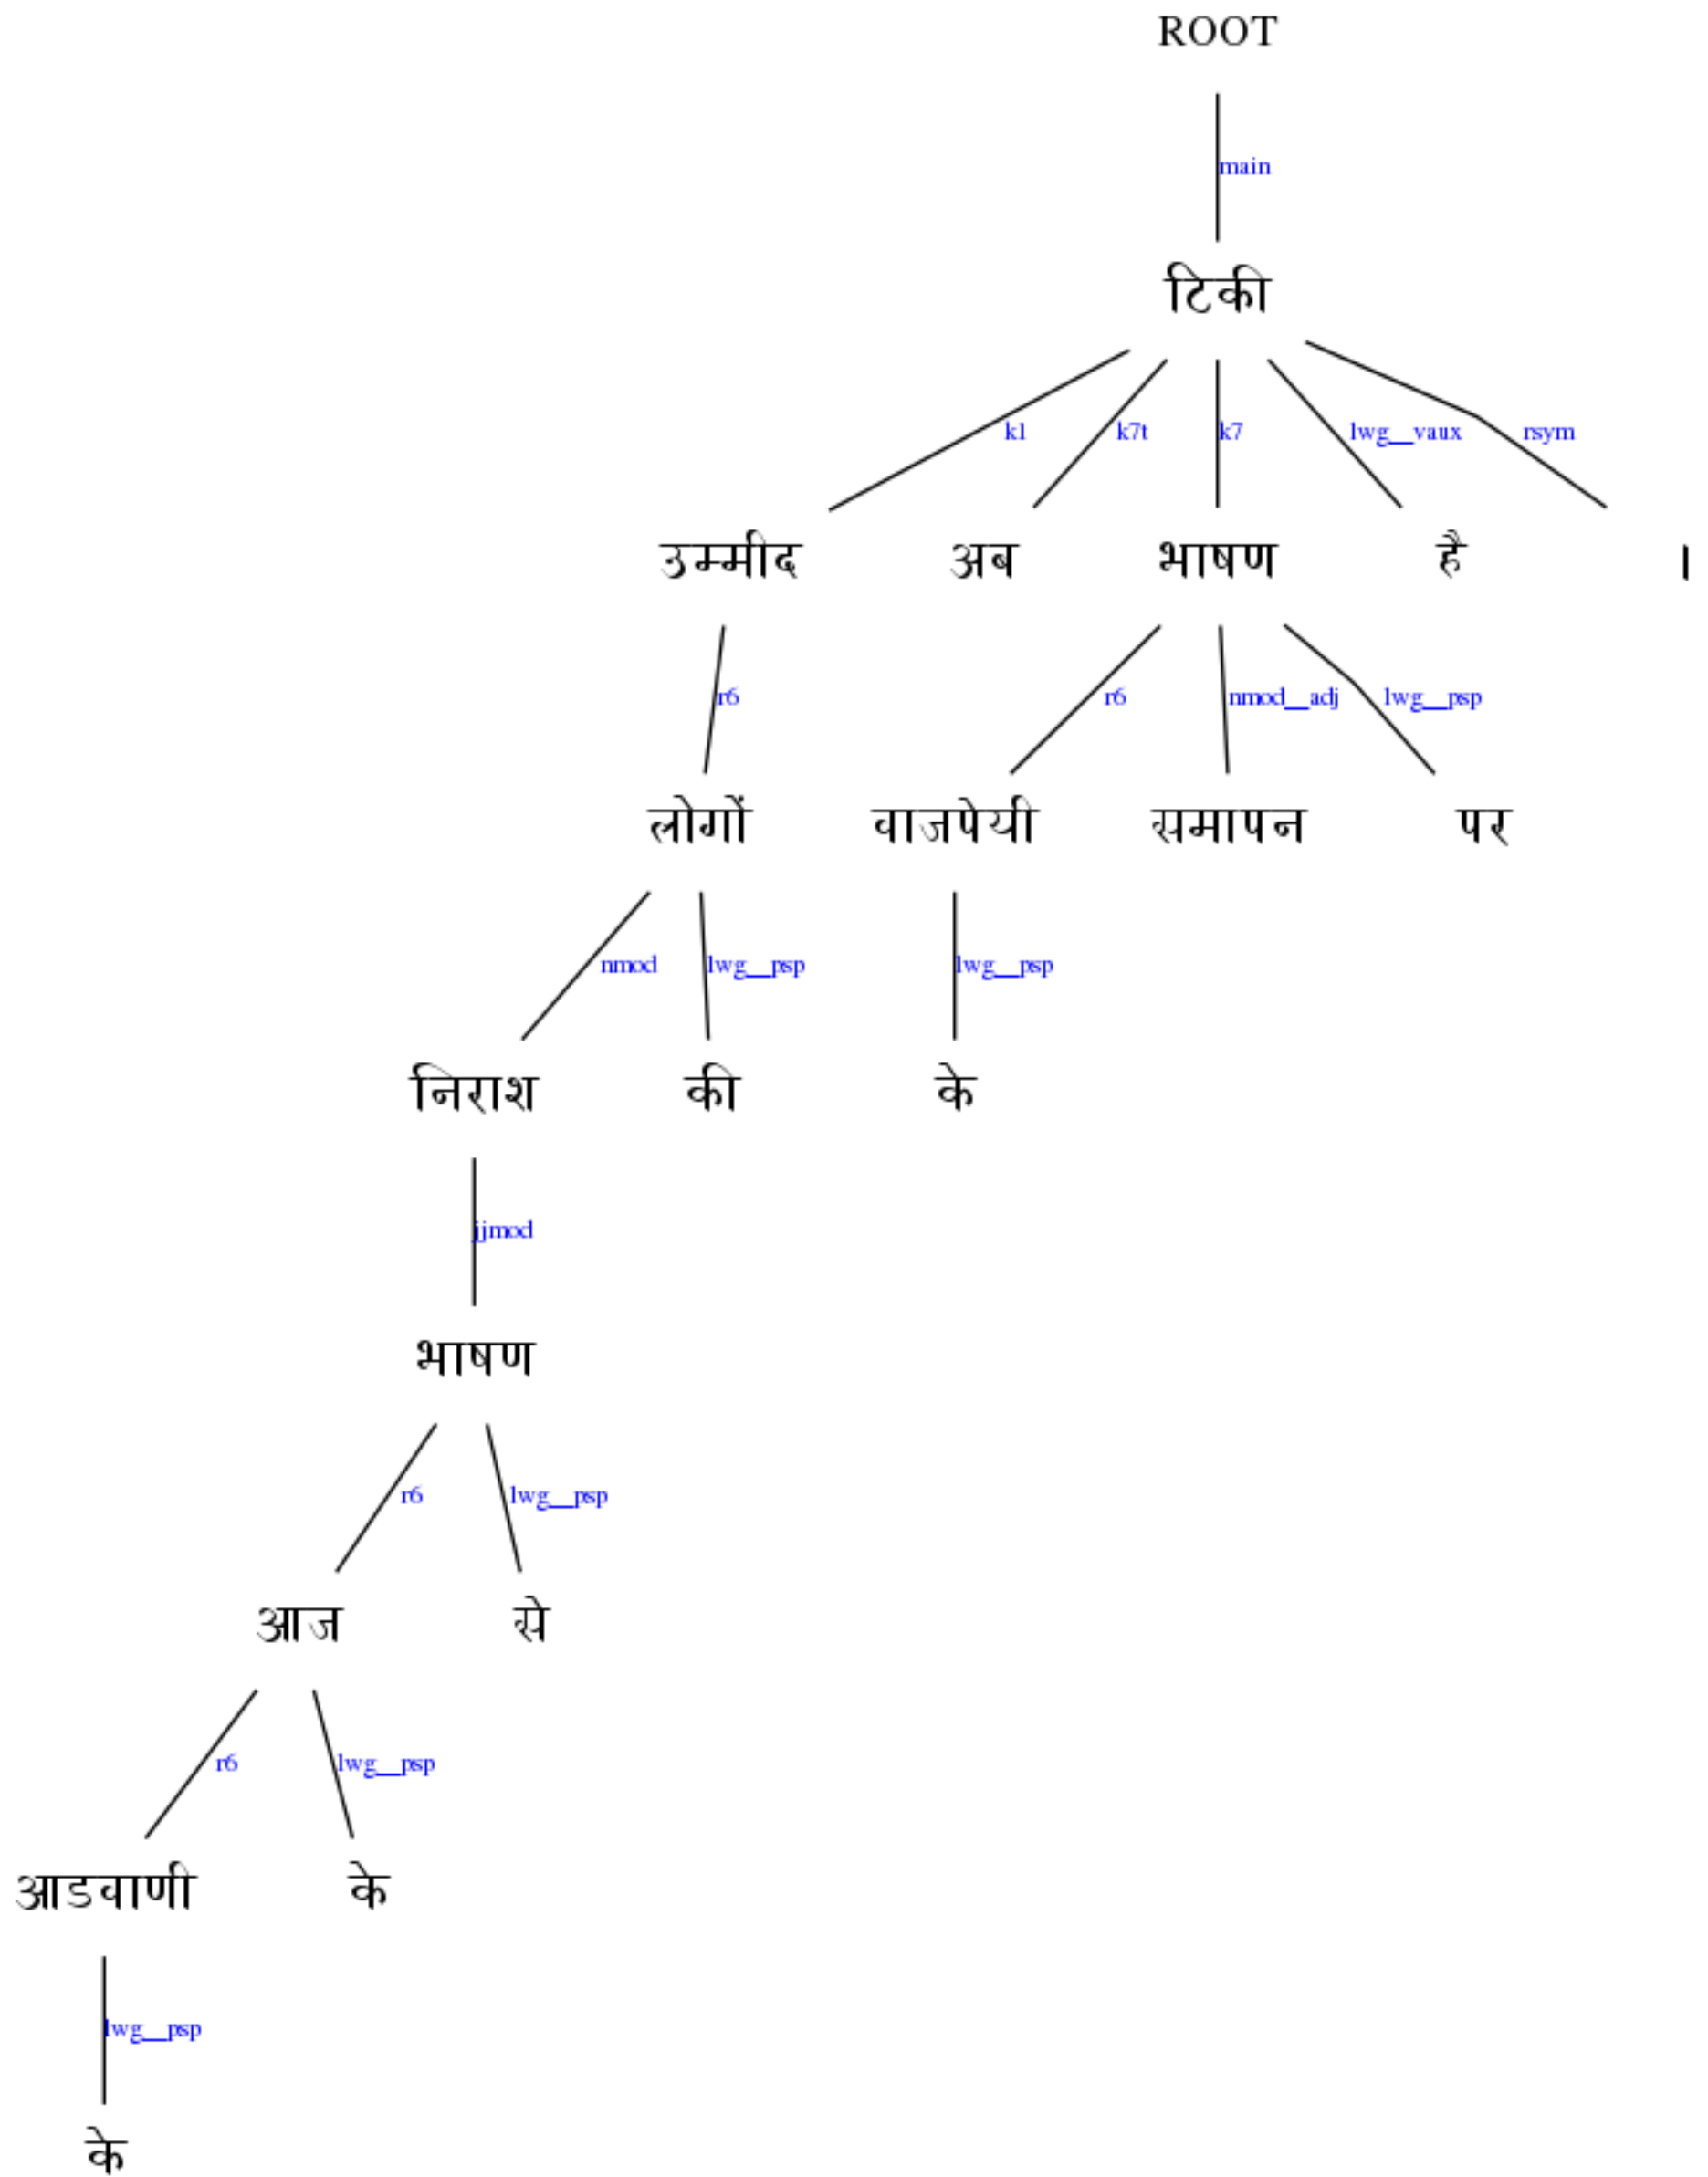 ROOT
main
टिकी
k1 k7t k7 lwg__vaux rsym
उम्मीद अब भाषण है ।
r6 r6 nmod__adj lwg__psp
लोगों वाजपेयी समापन पर
nmod lwg__psp lwg__psp
निराश की के
jjmod
भाषण
r6 lwg__psp
आज से
r6 lwg__psp
आडवाणी के
lwg__psp
के